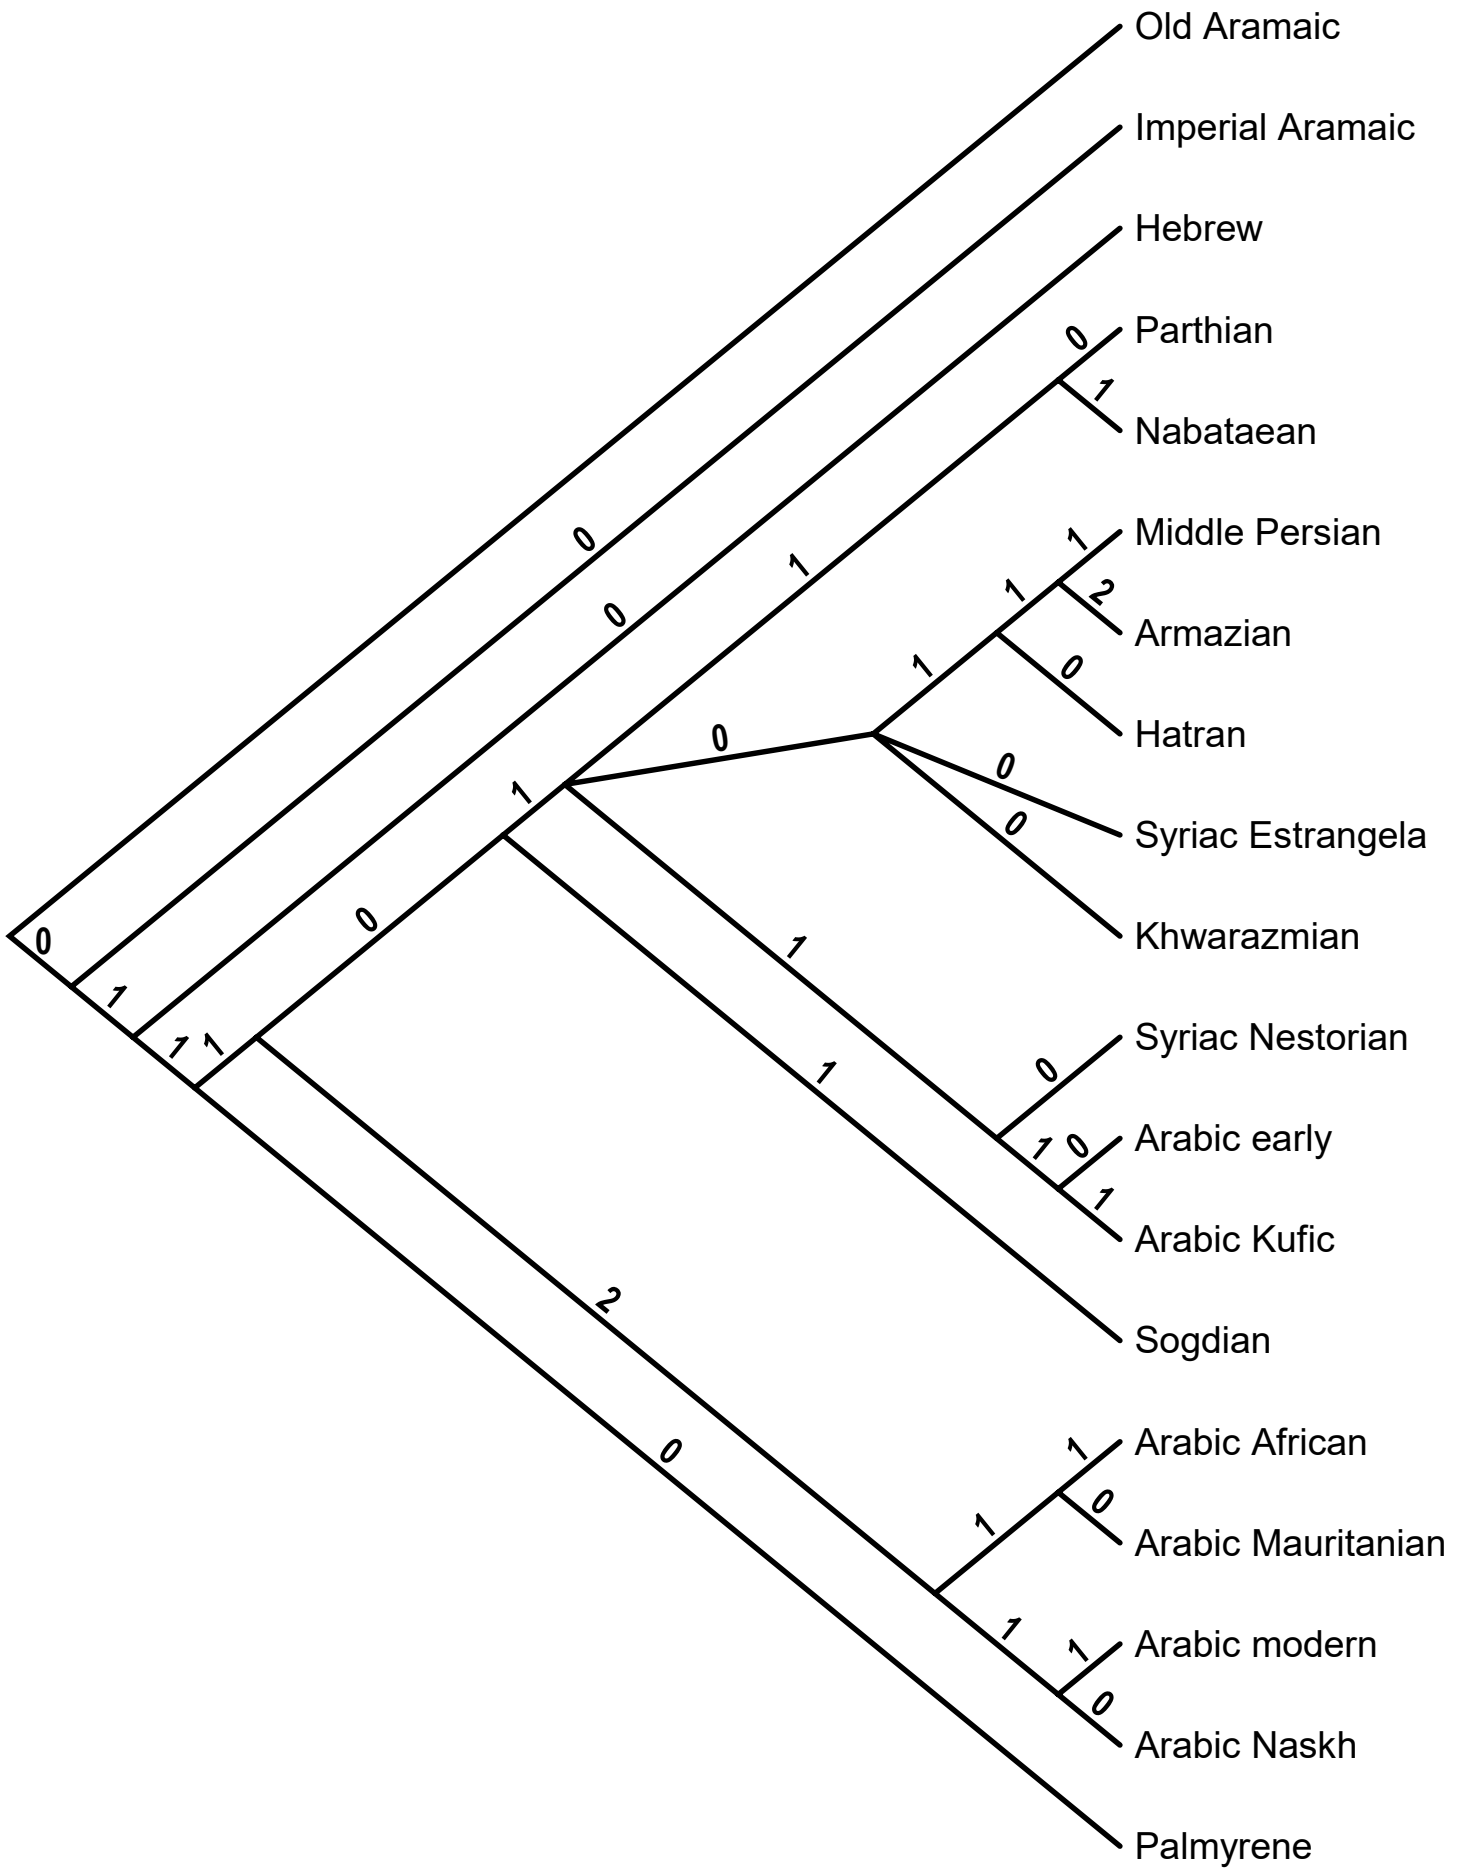 Old Aramaic
Imperial Aramaic
Hebrew
0
Parthian
1
Nabataean
0
1
1
Middle Persian
1
2
Armazian
0
1
0
Hatran
0
0
Syriac Estrangela
1
0
0
Khwarazmian
0
1
1
Syriac Nestorian
1
1
0
1
1
0
Arabic early
1
Arabic Kufic
2
Sogdian
0
1
Arabic African
0
1
Arabic Mauritanian
1
1
Arabic modern
0
Arabic Naskh
Palmyrene